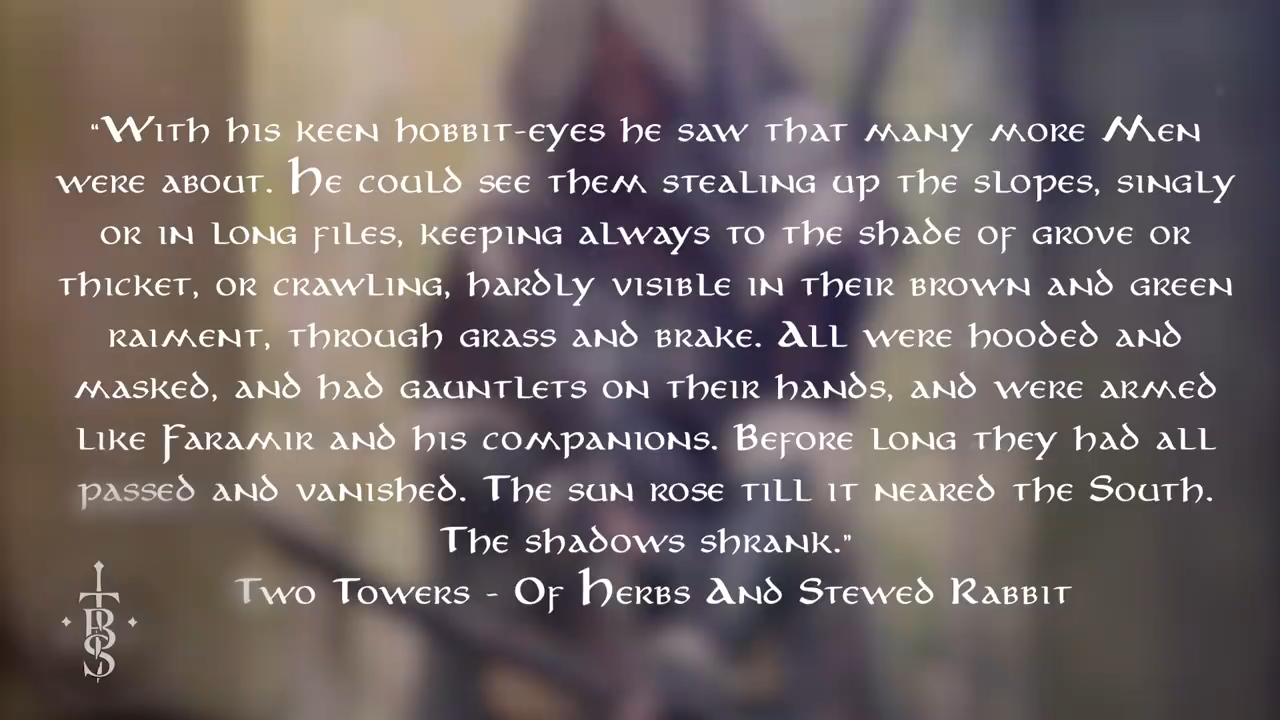 “With his keen hobbit-eyes he saw that many more Men
were about. He could see them stealing up the slopes, singly
or in long files, keeping always to the shade of grove or
thicket, or crawling, hardly visible in their brown and green
raiment, through grass and brake. All were hooded and
masked, and had gauntlets on their hands, and were armed
like Faramir and his companions. Before long they had all
passed and vanished. The sun rose till it neared the South.
The shadows shrank.”
Two Towers - Of Herbs And Stewed Rabbit
TBS